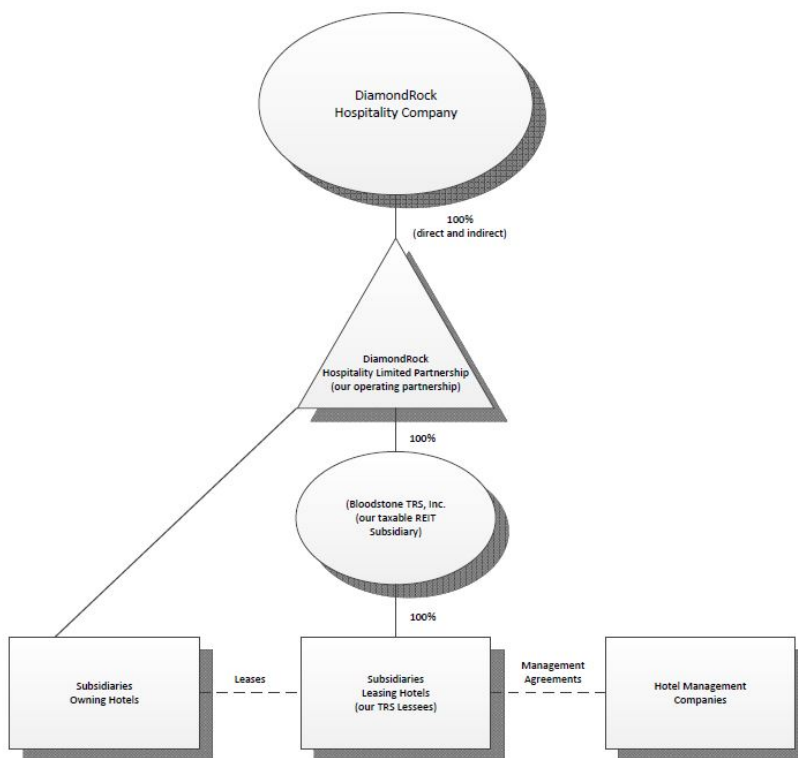 DiamondRock
Hospitality Company
100%
(direct and indirect)
DiamondRock
Hospitality Limited Partnership
(our operating partnership)
100%
(Bloodstone TRS, Inc.
(our taxable REIT
Subsidiary)
100%
Subsidiaries
Owning Hotels
Leases
Subsidiaries
Leasing Hotels
(our TRS Lessees)
Management
Agreements
Hotel Management
Companies